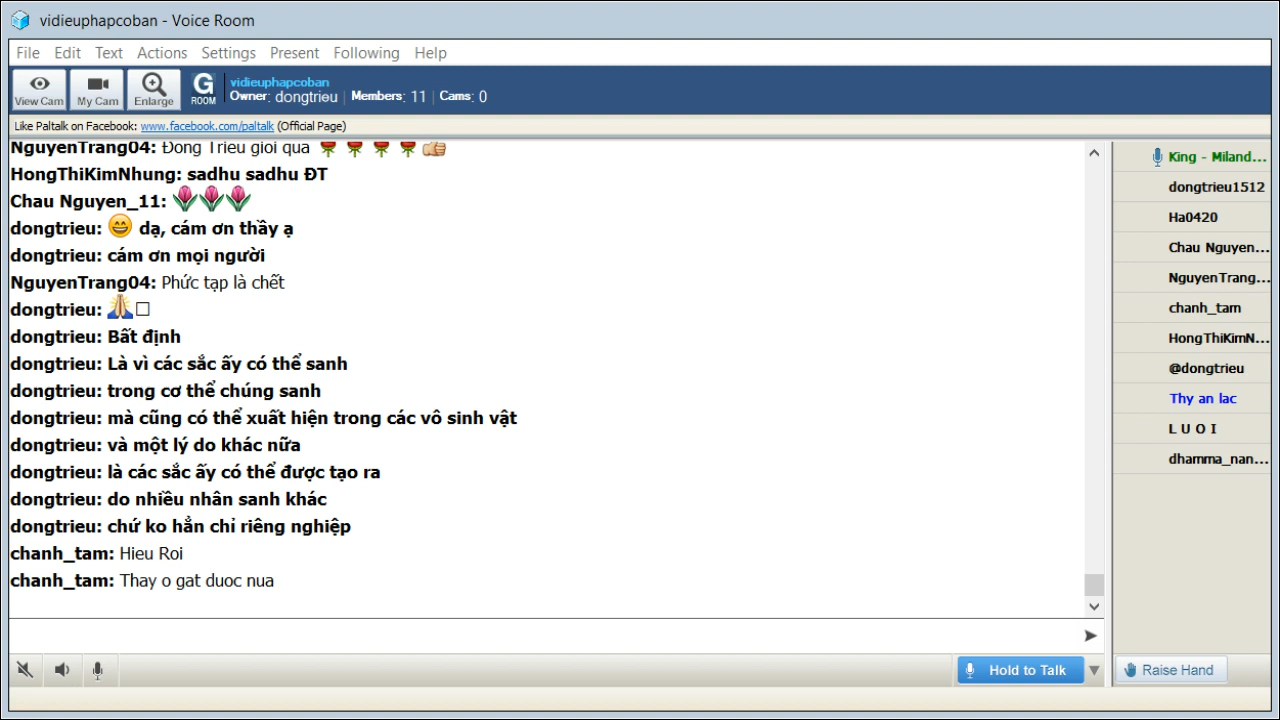 vidieuphapcoban - Voice Room
File Edit Text Actions Settings Present Following Help
View Cam
My Cam
Enlarge
G
ROOM
vidieuphapcoban
Owner: dongtrieu | Members: 11 | Cams: 0
Like Paltalk on Facebook: www.facebook.com/paltalk (Official Page)
NguyenTrang04: Đong Trieu gioi qua
HongThiKimNhung: sadhu sadhu ĐT
Chau Nguyen_11:
dongtrieu: dạ, cám ơn thầy ạ
dongtrieu: cám ơn mọi người
NguyenTrang04: Phức tạp là chết
dongtrieu:
dongtrieu: Bất định
dongtrieu: Là vì các sắc ấy có thể sanh
dongtrieu: trong cơ thể chúng sanh
dongtrieu: mà cũng có thể xuất hiện trong các vô sinh vật
dongtrieu: và một lý do khác nữa
dongtrieu: là các sắc ấy có thể được tạo ra
dongtrieu: do nhiều nhân sanh khác
dongtrieu: chứ ko hẳn chỉ riêng nghiệp
chanh_tam: Hieu Roi
chanh_tam: Thay o gat duoc nua
King - Miland...
dongtrieu1512
Ha0420
Chau Nguyen...
NguyenTrang...
chanh_tam
HongThiKimN...
@dongtrieu
Thy an lac
L U O I
dhamma_nan...
Hold to Talk
Raise Hand